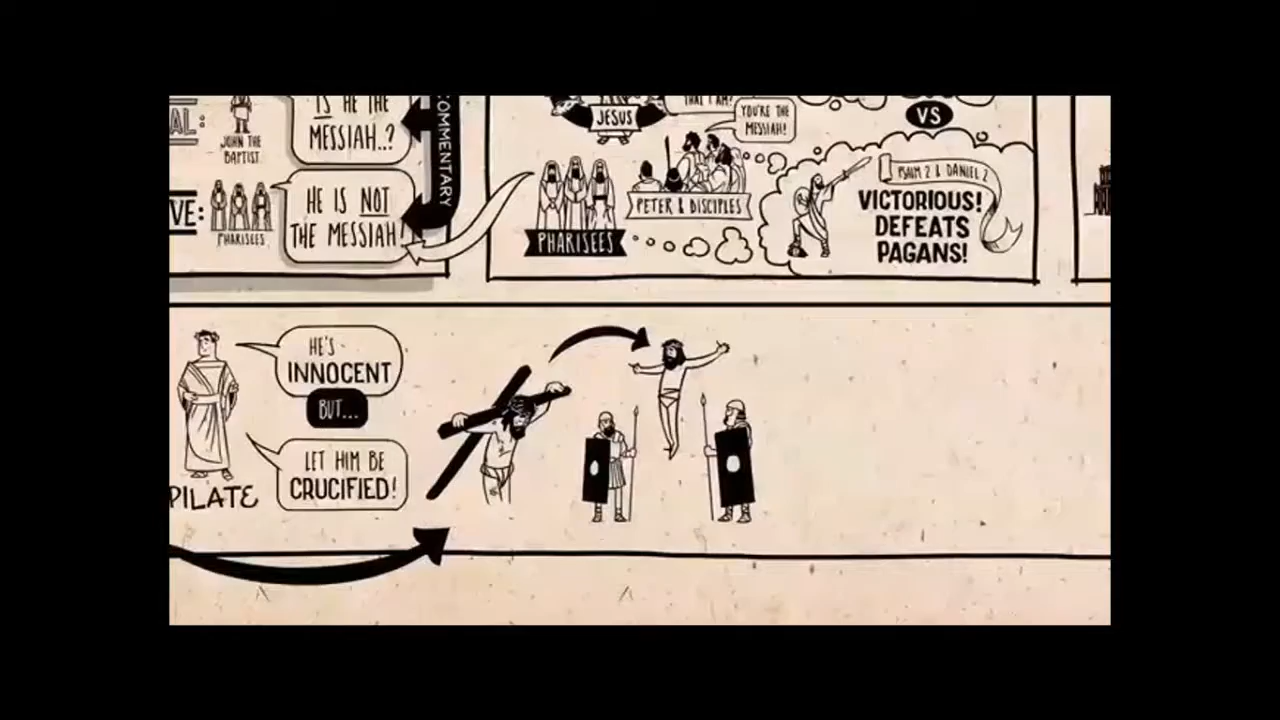 AL:
JOHN THE
BAPTIST
IS HE THE
MESSIAH..?
COMMENTARY
VE:
PHARISEES
HE IS NOT
THE MESSIAH!
JESUS
THAT I AM?
YOU'RE THE
MESSIAH!
PHARISEES
PETER & DISCIPLES
VS
PSALM 2 & DANIEL 2
VICTORIOUS!
DEFEATS
PAGANS!
PILATE
HE'S
INNOCENT
BUT...
LET HIM BE
CRUCIFIED!